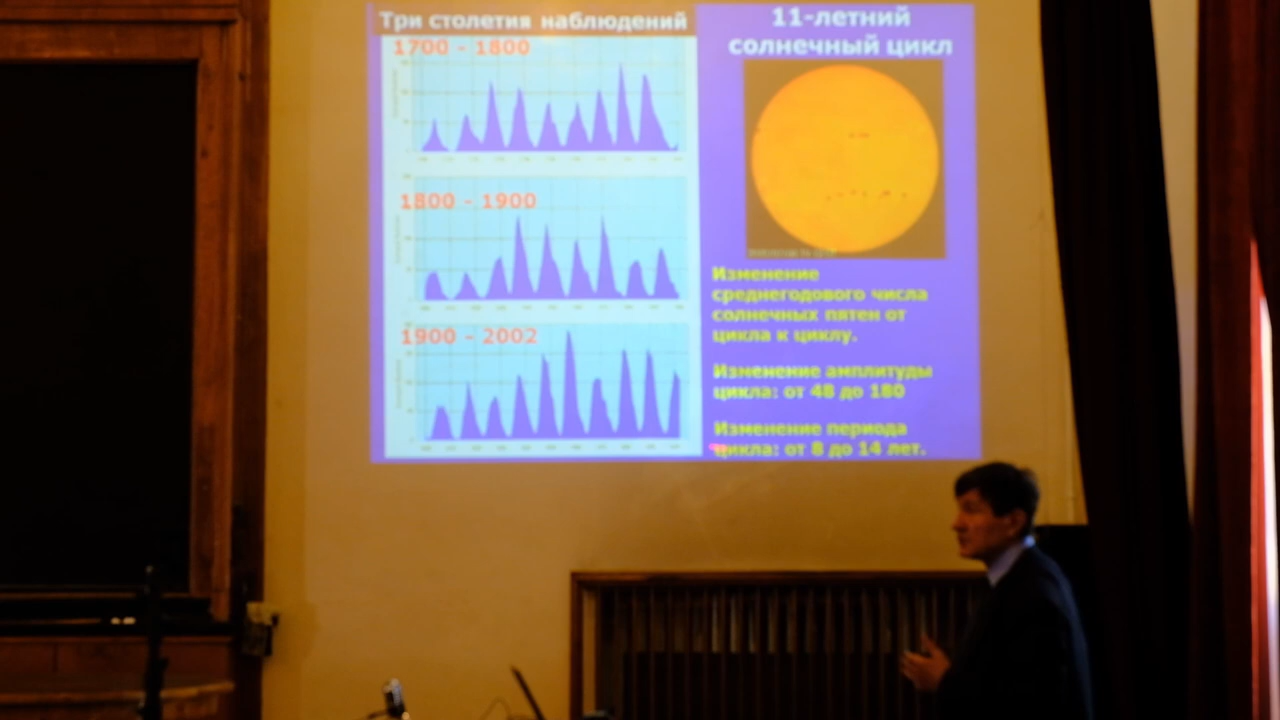 Три столетия наблюдений
1700 - 1800
1800 - 1900
1900 - 2002
11-летний
солнечный цикл
Изменение
среднегодового числа
солнечных пятен от
цикла к циклу.
Изменение амплитуды
цикла: от 48 до 180
Изменение периода
цикла: от 8 до 14 лет.